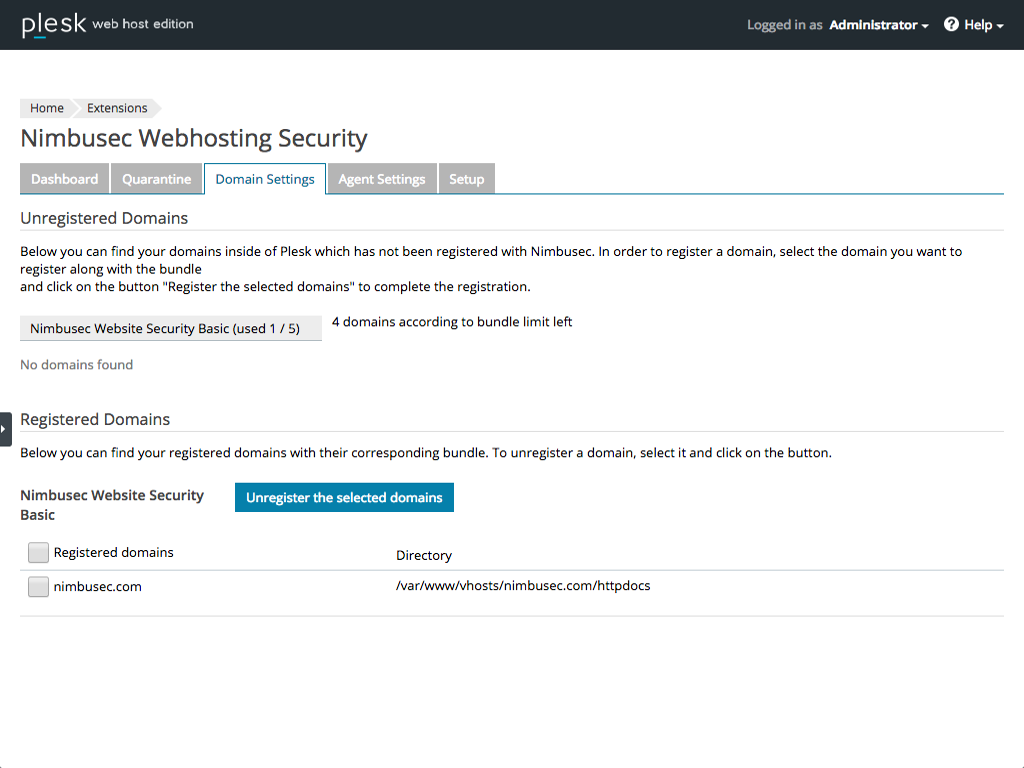 plesk web host edition
Logged in as Administrator
Help
Home
Extensions
Nimbusec Webhosting Security
Dashboard
Quarantine
Domain Settings
Agent Settings
Setup
Unregistered Domains
Below you can find your domains inside of Plesk which has not been registered with Nimbusec. In order to register a domain, select the domain you want to
register along with the bundle
and click on the button "Register the selected domains" to complete the registration.
Nimbusec Website Security Basic (used 1 / 5)
4 domains according to bundle limit left
No domains found
Registered Domains
Below you can find your registered domains with their corresponding bundle. To unregister a domain, select it and click on the button.
Nimbusec Website Security
Basic
Unregister the selected domains
Registered domains
Directory
nimbusec.com
/var/www/vhosts/nimbusec.com/httpdocs